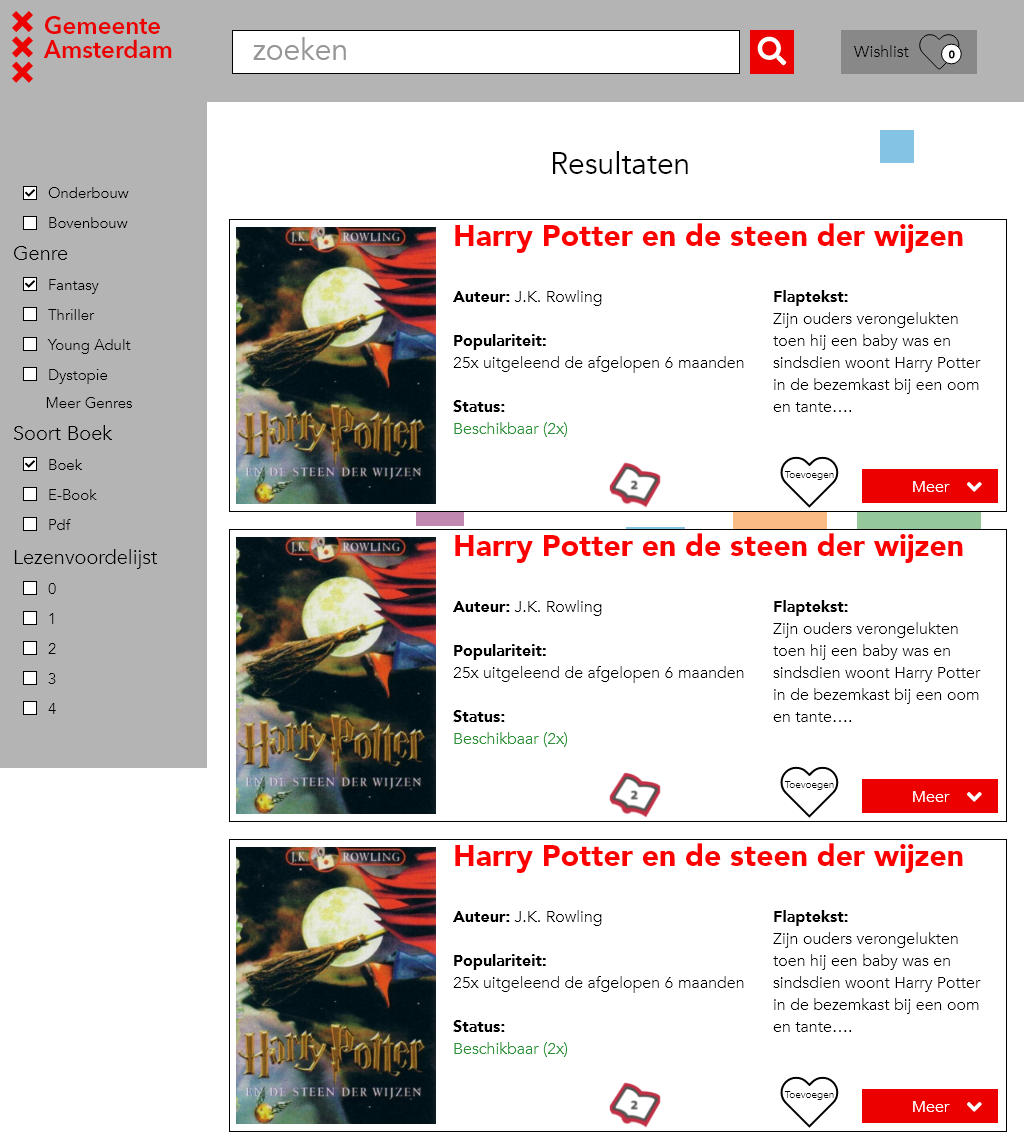 Gemeente
Amsterdam
zoeken
Wishlist
0
Onderbouw
Bovenbouw
Genre
Fantasy
Thriller
Young Adult
Dystopie
Meer Genres
Soort Boek
Boek
E-Book
Pdf
Lezenvoordelijst
0
1
2
3
4
Resultaten
J.K. ROWLING
Harry Potter
EN DE STEEN DER WIJZEN
Harry Potter en de steen der wijzen
Auteur: J.K. Rowling
Populariteit:
25x uitgeleend de afgelopen 6 maanden
Status:
Beschikbaar (2x)
2
Flaptekst:
Zijn ouders verongelukten
toen hij een baby was en
sindsdien woont Harry Potter
in de bezemkast bij een oom
en tante....
Toevoegen
Meer
J.K. ROWLING
Harry Potter
EN DE STEEN DER WIJZEN
Harry Potter en de steen der wijzen
Auteur: J.K. Rowling
Populariteit:
25x uitgeleend de afgelopen 6 maanden
Status:
Beschikbaar (2x)
2
Flaptekst:
Zijn ouders verongelukten
toen hij een baby was en
sindsdien woont Harry Potter
in de bezemkast bij een oom
en tante....
Toevoegen
Meer
J.K. ROWLING
Harry Potter
EN DE STEEN DER WIJZEN
Harry Potter en de steen der wijzen
Auteur: J.K. Rowling
Populariteit:
25x uitgeleend de afgelopen 6 maanden
Status:
Beschikbaar (2x)
2
Flaptekst:
Zijn ouders verongelukten
toen hij een baby was en
sindsdien woont Harry Potter
in de bezemkast bij een oom
en tante....
Toevoegen
Meer